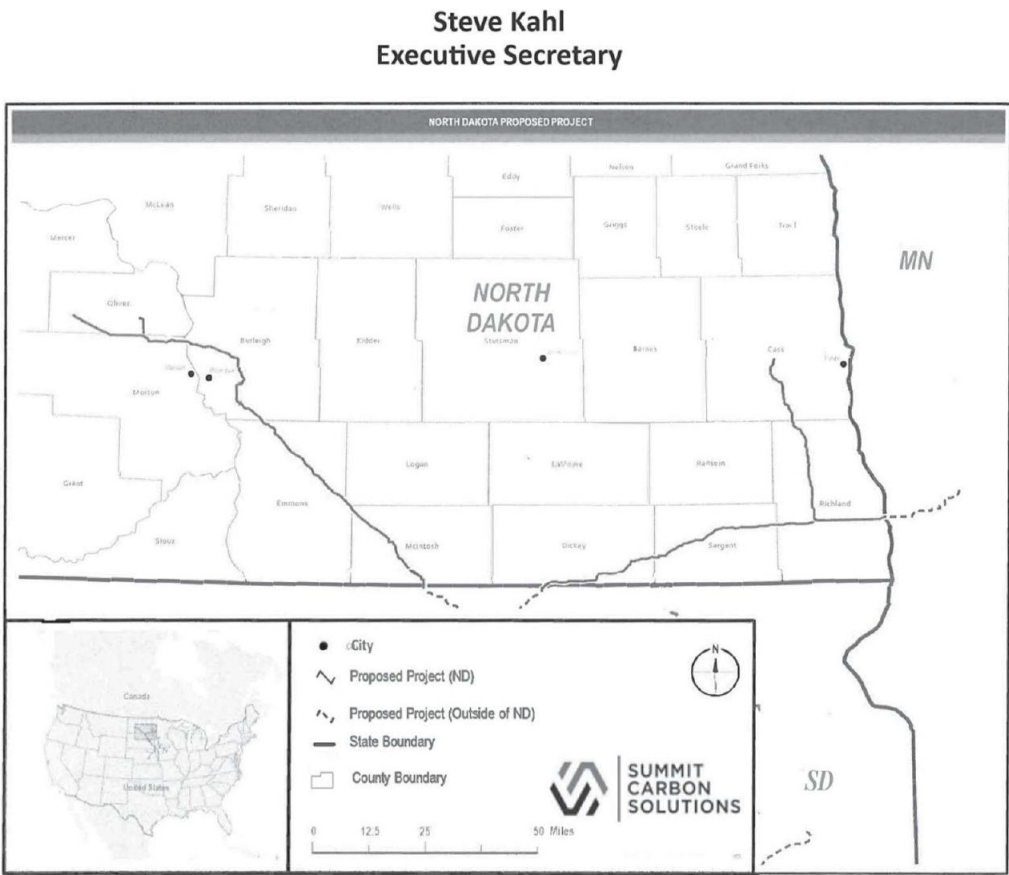 Steve Kahl
Executive Secretary
NORTH DAKOTA PROPOSED PROJECT
Eddy
Nelson
Grand Forks
McLean
Sheridan
Foster
Griggs
Steele
Mercer
MN
NORTH
DAKOTA
Oliver
Burleigh
Kidder
Stutsman
Barnes
Cass
Morton
Logan
LaMoure
Ransom
Grant
Emmons
Richland
Sioux
McIntosh
Dickey
Sargent
City
Proposed Project (ND)
Proposed Project (Outside of ND)
State Boundary
County Boundary
N
0 12.5 25 50 Miles
SUMMIT
CARBON
SOLUTIONS
Canada
United States
SD